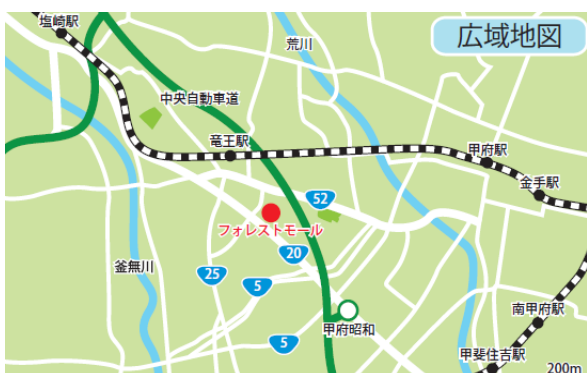 広域地図
塩崎駅
荒川
中央自動車道
竜王駅
甲府駅
金手駅
52
フォレストモール
20
釜無川
25
5
甲府昭和
南甲府駅
5
甲斐住吉駅
200m